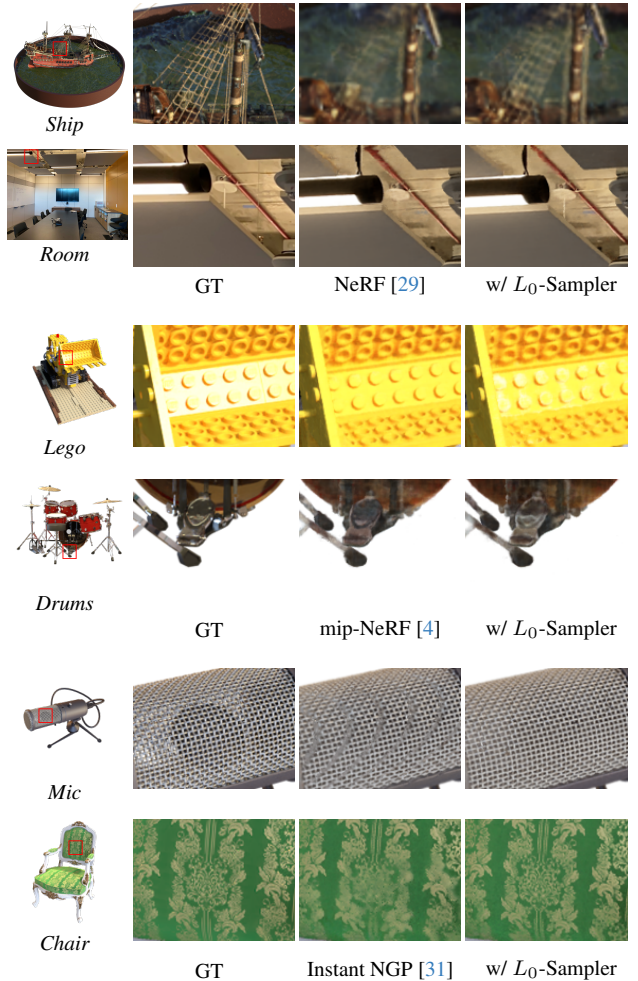 Ship
Room
GT NeRF [29] w/ L₀-Sampler
Lego
Drums
GT mip-NeRF [4] w/ L₀-Sampler
Mic
Chair
GT Instant NGP [31] w/ L₀-Sampler